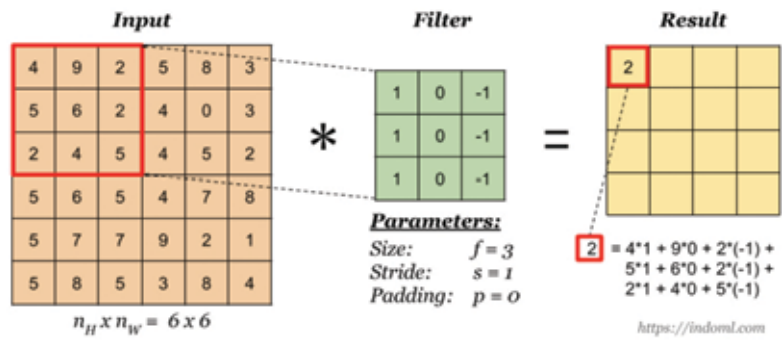 Input
Filter
Result
4 9 2 5 8 3
5 6 2 4 0 3
2 4 5 4 5 2
5 6 5 4 7 8
5 7 7 9 2 1
5 8 5 3 8 4
n_H x n_W = 6 x 6
*
1 0 -1
1 0 -1
1 0 -1
Parameters:
Size: f = 3
Stride: s = 1
Padding: p = 0
=
2
2 = 4*1 + 9*0 + 2*(-1) +
5*1 + 6*0 + 2*(-1) +
2*1 + 4*0 + 5*(-1)
https://indoml.com